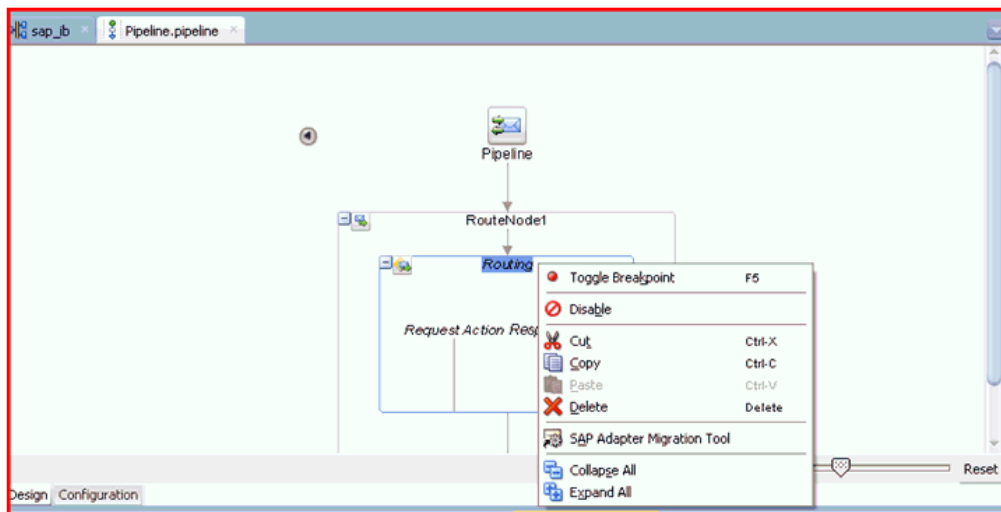 sap_ib
Pipeline.pipeline
Pipeline
RouteNode1
Routing
Request Action Resp
Toggle Breakpoint F5
Disable
Cut Ctrl-X
Copy Ctrl-C
Paste Ctrl-V
Delete Delete
SAP Adapter Migration Tool
Collapse All
Expand All
Reset
Design Configuration